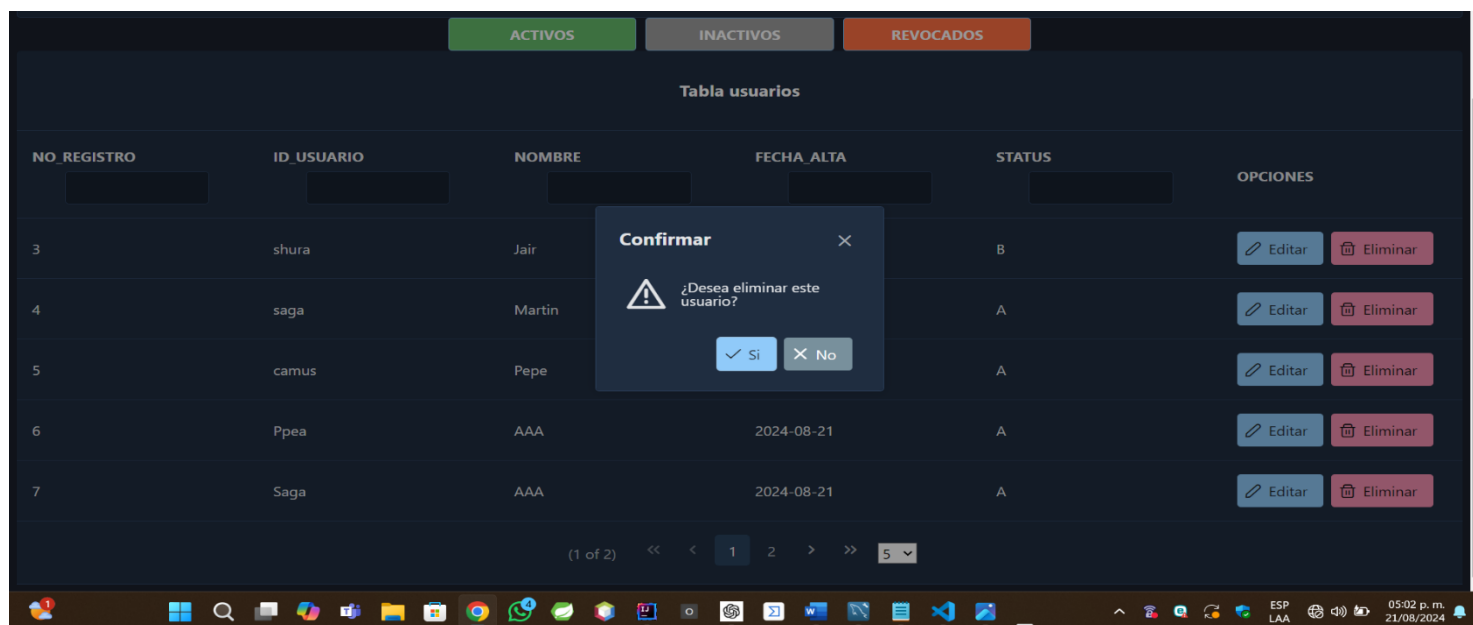 ACTIVOS INACTIVOS REVOCADOS
Tabla usuarios
NO_REGISTRO ID_USUARIO NOMBRE FECHA_ALTA STATUS OPCIONES
Confirmar
¿Desea eliminar este
usuario?
Si No
3 shura Jair B Editar Eliminar
4 saga Martin A Editar Eliminar
5 camus Pepe A Editar Eliminar
6 Ppea AAA 2024-08-21 A Editar Eliminar
7 Saga AAA 2024-08-21 A Editar Eliminar
(1 of 2) << < 1 2 > >> 5
1 4 ESP 05:02 p. m.
LAA 21/08/2024